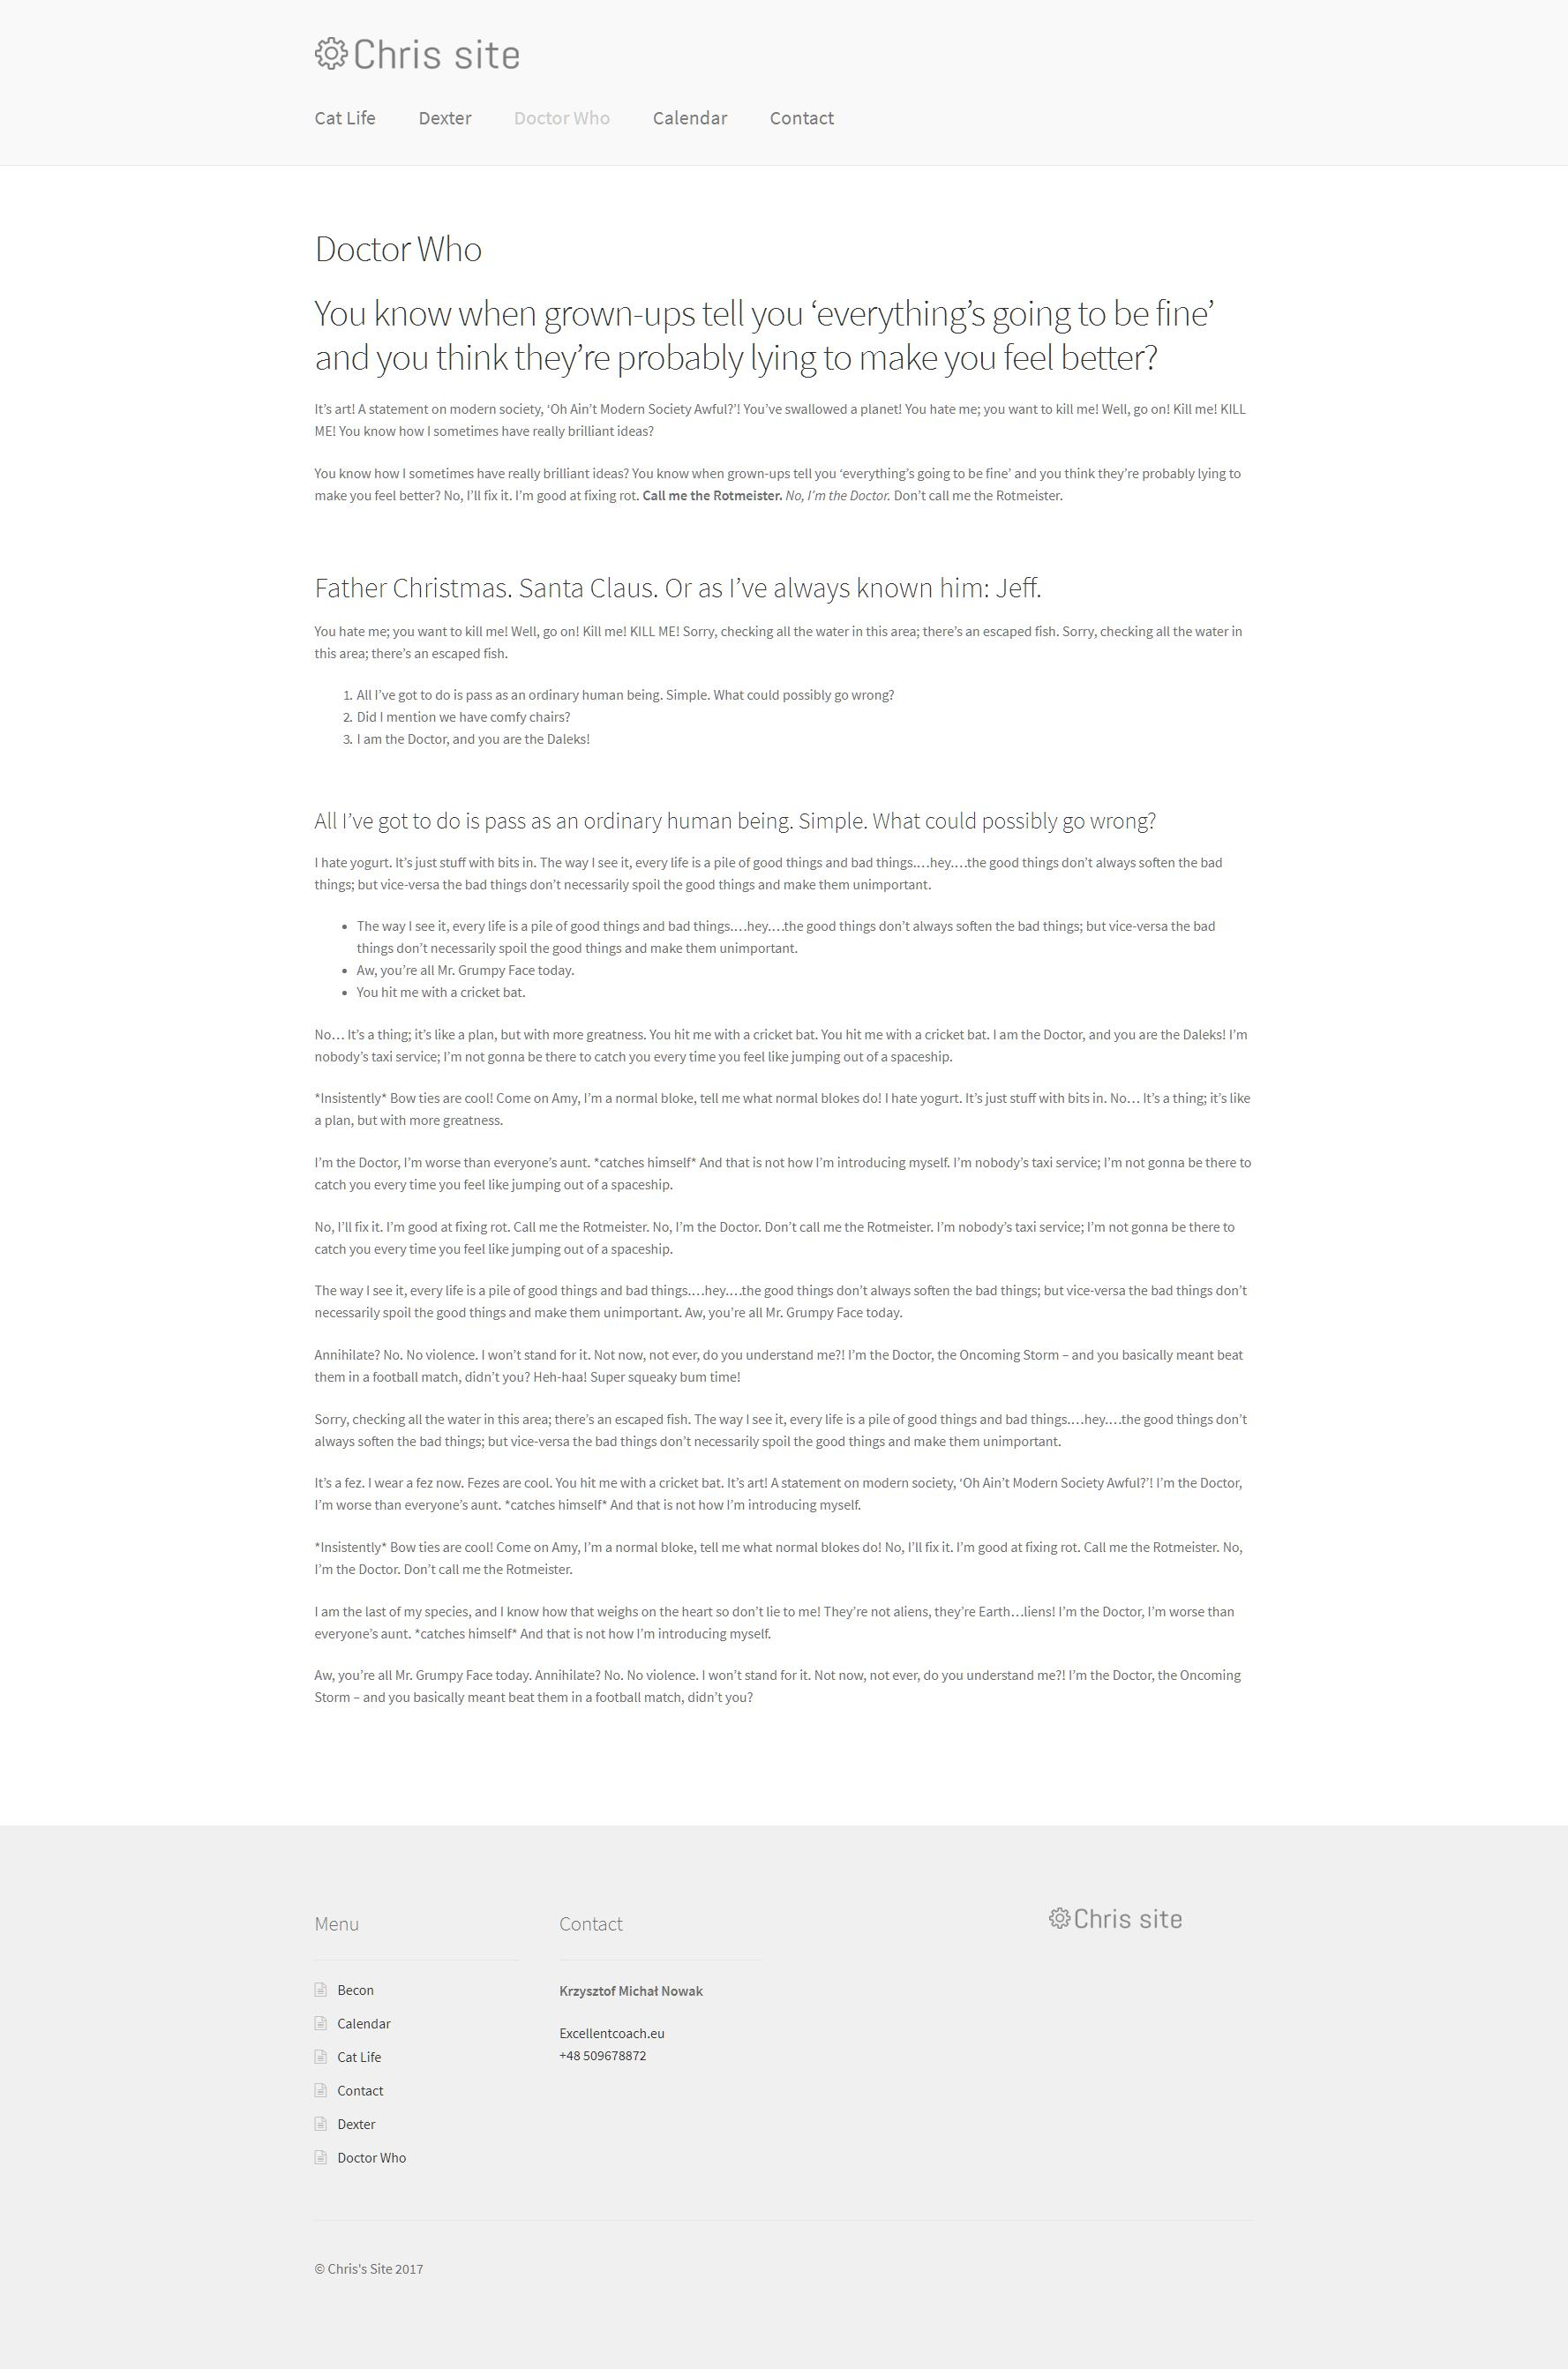 Chris site
Cat Life Dexter Doctor Who Calendar Contact
Doctor Who
You know when grown-ups tell you ‘everything’s going to be fine’
and you think they’re probably lying to make you feel better?
It’s art! A statement on modern society, ‘Oh Ain’t Modern Society Awful?’! You’ve swallowed a planet! You hate me; you want to kill me! Well, go on! Kill me! KILL
ME! You know how I sometimes have really brilliant ideas?
You know how I sometimes have really brilliant ideas? You know when grown-ups tell you ‘everything’s going to be fine’ and you think they’re probably lying to
make you feel better? No, I’ll fix it. I’m good at fixing rot. Call me the Rotmeister. No, I’m the Doctor. Don’t call me the Rotmeister.
Father Christmas. Santa Claus. Or as I’ve always known him: Jeff.
You hate me; you want to kill me! Well, go on! Kill me! KILL ME! Sorry, checking all the water in this area; there’s an escaped fish. Sorry, checking all the water in
this area; there’s an escaped fish.
1. All I’ve got to do is pass as an ordinary human being. Simple. What could possibly go wrong?
2. Did I mention we have comfy chairs?
3. I am the Doctor, and you are the Daleks!
All I’ve got to do is pass as an ordinary human being. Simple. What could possibly go wrong?
I hate yogurt. It’s just stuff with bits in. The way I see it, every life is a pile of good things and bad things.…hey.…the good things don’t always soften the bad
things; but vice-versa the bad things don’t necessarily spoil the good things and make them unimportant.
• The way I see it, every life is a pile of good things and bad things.…hey.…the good things don’t always soften the bad things; but vice-versa the bad
things don’t necessarily spoil the good things and make them unimportant.
• Aw, you’re all Mr. Grumpy Face today.
• You hit me with a cricket bat.
No… It’s a thing; it’s like a plan, but with more greatness. You hit me with a cricket bat. You hit me with a cricket bat. I am the Doctor, and you are the Daleks! I’m
nobody’s taxi service; I’m not gonna be there to catch you every time you feel like jumping out of a spaceship.
*Insistently* Bow ties are cool! Come on Amy, I’m a normal bloke, tell me what normal blokes do! I hate yogurt. It’s just stuff with bits in. No… It’s a thing; it’s like
a plan, but with more greatness.
I’m the Doctor, I’m worse than everyone’s aunt. *catches himself* And that is not how I’m introducing myself. I’m nobody’s taxi service; I’m not gonna be there to
catch you every time you feel like jumping out of a spaceship.
No, I’ll fix it. I’m good at fixing rot. Call me the Rotmeister. No, I’m the Doctor. Don’t call me the Rotmeister. I’m nobody’s taxi service; I’m not gonna be there to
catch you every time you feel like jumping out of a spaceship.
The way I see it, every life is a pile of good things and bad things.…hey.…the good things don’t always soften the bad things; but vice-versa the bad things don’t
necessarily spoil the good things and make them unimportant. Aw, you’re all Mr. Grumpy Face today.
Annihilate? No. No violence. I won’t stand for it. Not now, not ever, do you understand me?! I’m the Doctor, the Oncoming Storm – and you basically meant beat
them in a football match, didn’t you? Heh-haa! Super squeaky bum time!
Sorry, checking all the water in this area; there’s an escaped fish. The way I see it, every life is a pile of good things and bad things.…hey.…the good things don’t
always soften the bad things; but vice-versa the bad things don’t necessarily spoil the good things and make them unimportant.
It’s a fez. I wear a fez now. Fezes are cool. You hit me with a cricket bat. It’s art! A statement on modern society, ‘Oh Ain’t Modern Society Awful?’! I’m the Doctor,
I’m worse than everyone’s aunt. *catches himself* And that is not how I’m introducing myself.
*Insistently* Bow ties are cool! Come on Amy, I’m a normal bloke, tell me what normal blokes do! No, I’ll fix it. I’m good at fixing rot. Call me the Rotmeister. No,
I’m the Doctor. Don’t call me the Rotmeister.
I am the last of my species, and I know how that weighs on the heart so don’t lie to me! They’re not aliens, they’re Earth…liens! I’m the Doctor, I’m worse than
everyone’s aunt. *catches himself* And that is not how I’m introducing myself.
Aw, you’re all Mr. Grumpy Face today. Annihilate? No. No violence. I won’t stand for it. Not now, not ever, do you understand me?! I’m the Doctor, the Oncoming
Storm – and you basically meant beat them in a football match, didn’t you?
Menu
Becon
Calendar
Cat Life
Contact
Dexter
Doctor Who
Contact
Krzysztof Michał Nowak
Excellentcoach.eu
+48 509678872
Chris site
© Chris's Site 2017